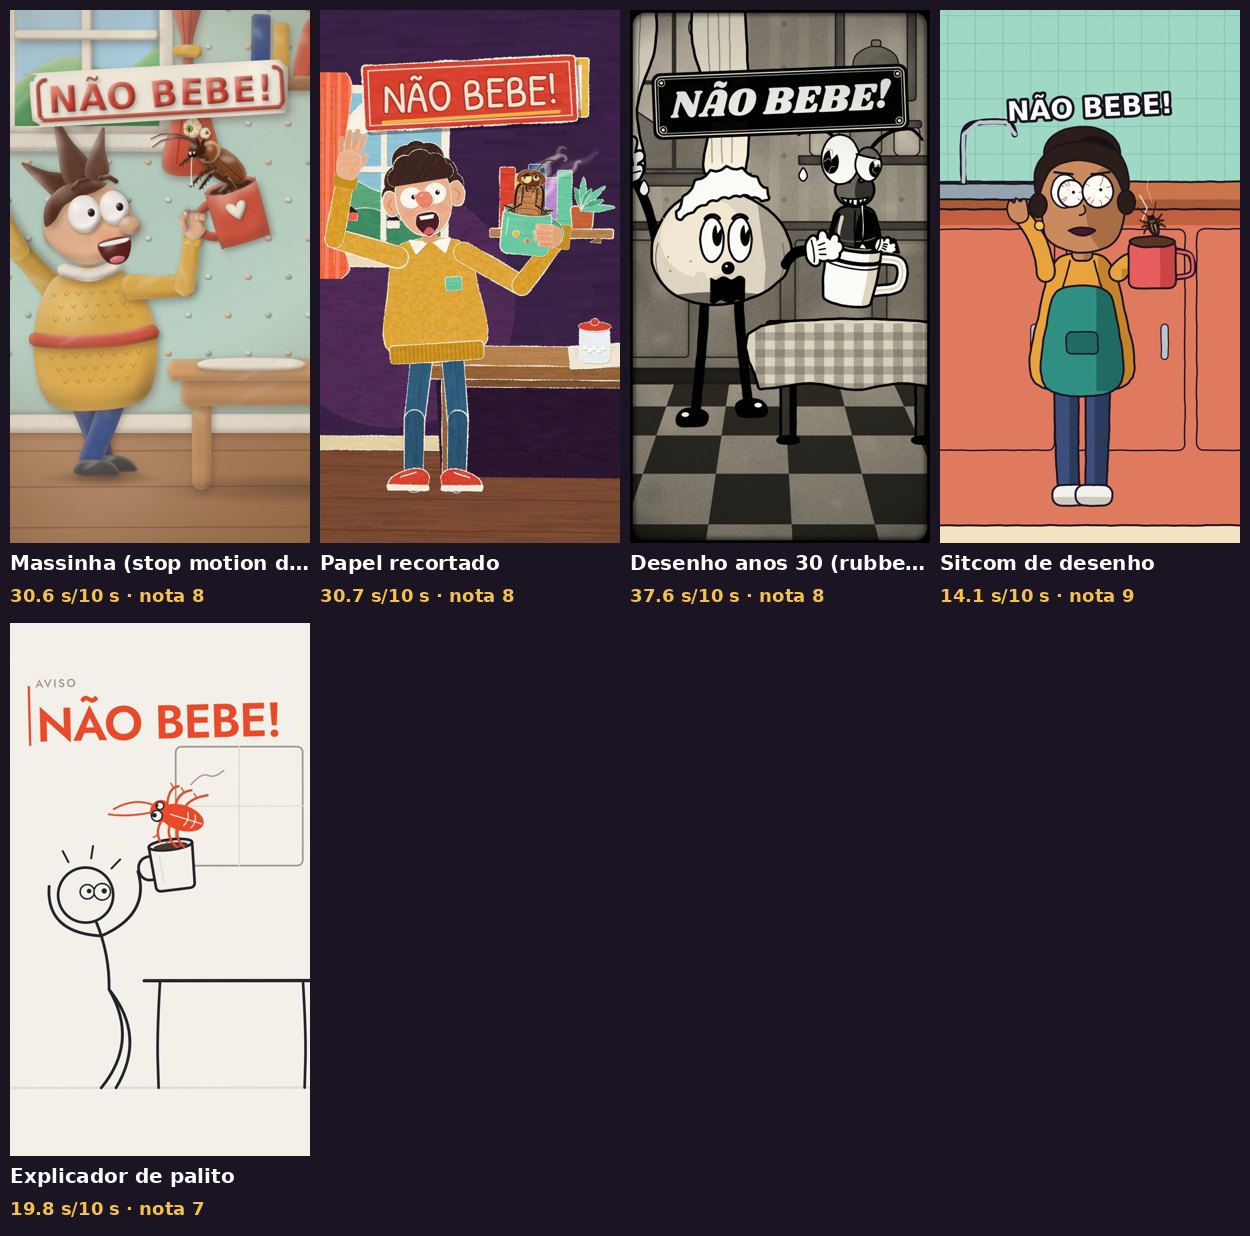 NÃO BEBE!
NÃO BEBE!
NÃO BEBE!
NÃO BEBE!
Massinha (stop motion d...
30.6 s/10 s · nota 8
Papel recortado
30.7 s/10 s · nota 8
Desenho anos 30 (rubbe...
37.6 s/10 s · nota 8
Sitcom de desenho
14.1 s/10 s · nota 9
AVISO
NÃO BEBE!
Explicador de palito
19.8 s/10 s · nota 7